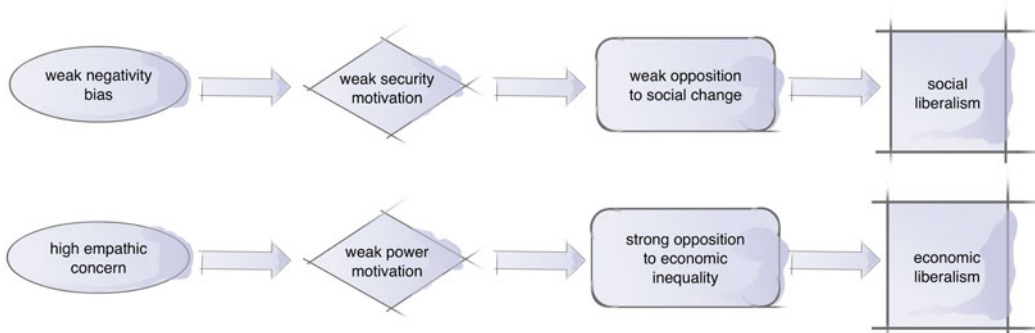 weak negativity
bias
weak security
motivation
weak opposition
to social change
social
liberalism
high empathic
concern
weak power
motivation
strong opposition
to economic
inequality
economic
liberalism